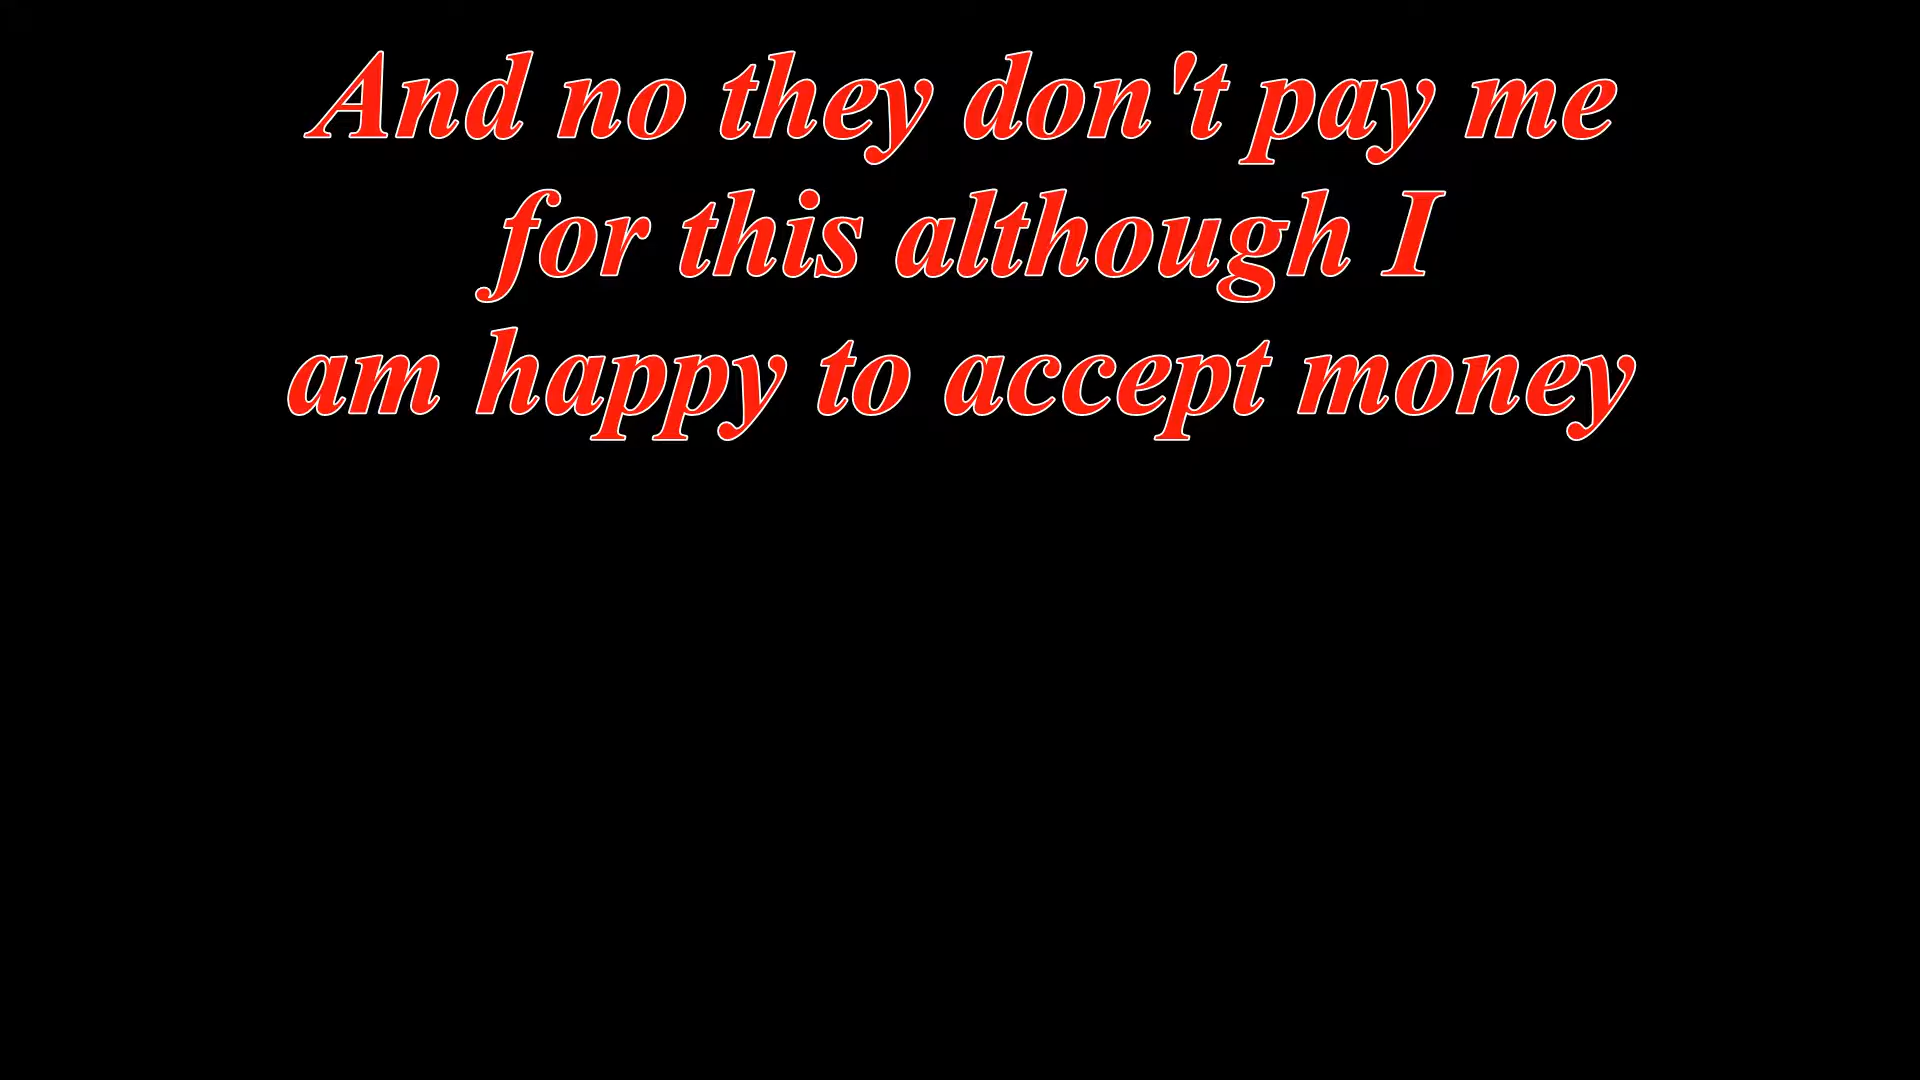 And no they don't pay me
for this although I
am happy to accept money